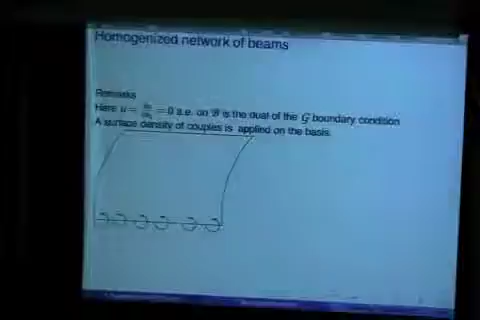 Homogenized network of beams
Remarks
Here u = = 0 a.e. on is the dual of the G boundary condition
A surface density of couples is applied on the basis.